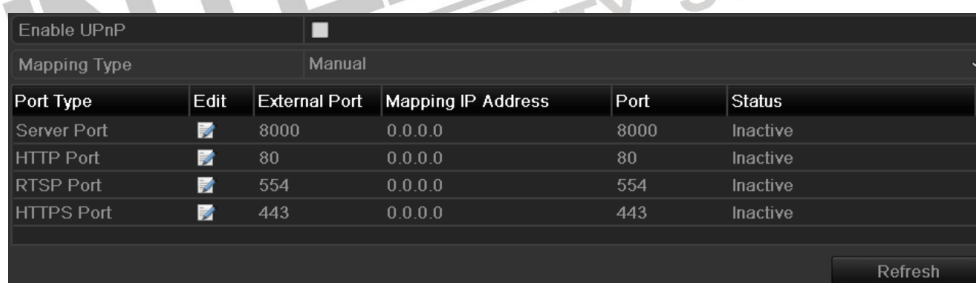 Enable UPnP
Mapping Type Manual
Port Type Edit External Port Mapping IP Address Port Status
Server Port 8000 0.0.0.0 8000 Inactive
HTTP Port 80 0.0.0.0 80 Inactive
RTSP Port 554 0.0.0.0 554 Inactive
HTTPS Port 443 0.0.0.0 443 Inactive
Refresh